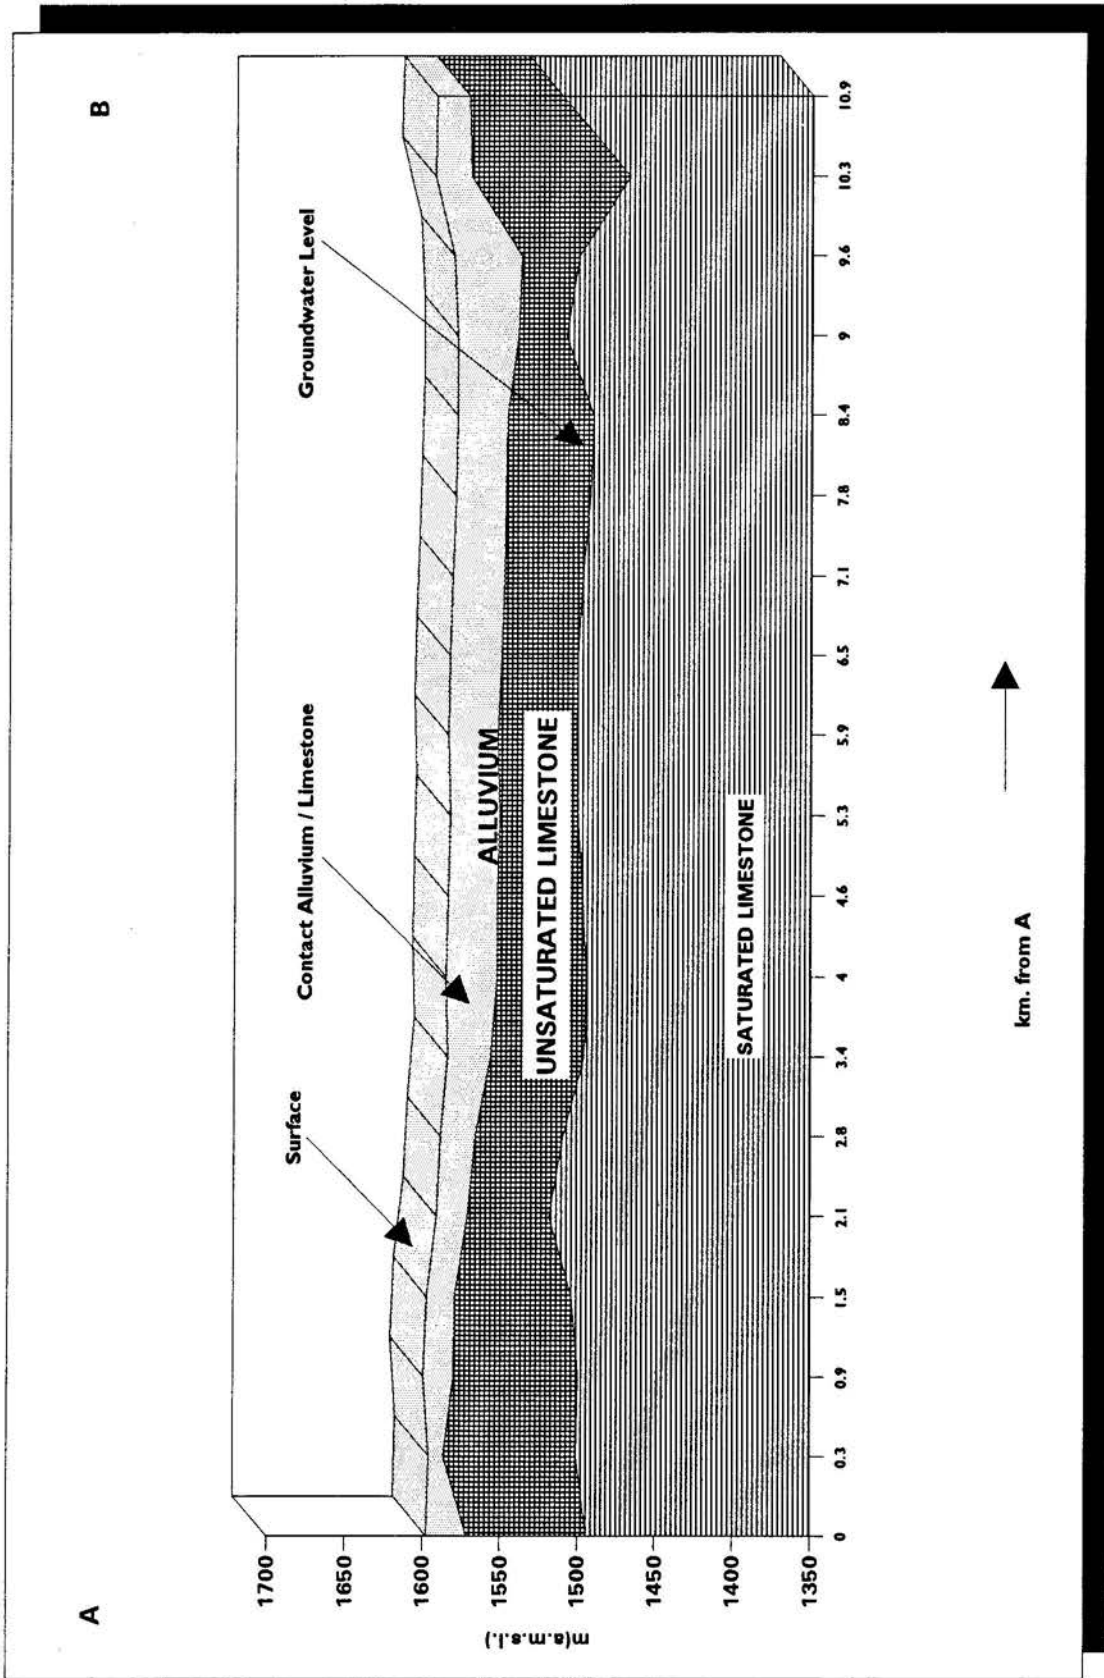 A
B
Surface
Contact Alluvium / Limestone
Groundwater Level
ALLUVIUM
UNSATURATED LIMESTONE
SATURATED LIMESTONE
m(a.m.s.l.)
1700
1650
1600
1550
1500
1450
1400
1350
0
0.3
0.9
1.5
2.1
2.8
3.4
4
4.6
5.3
5.9
6.5
7.1
7.8
8.4
9
9.6
10.3
10.9
km. from A